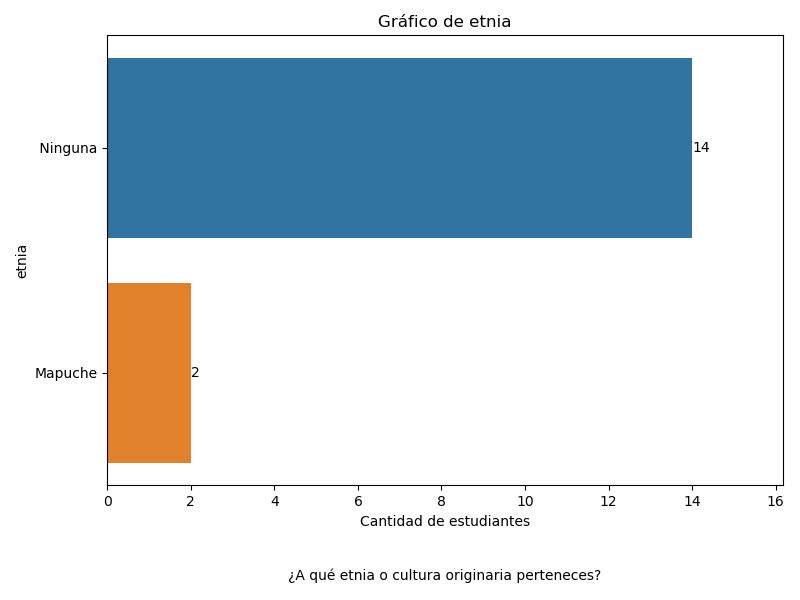 Gráfico de etnia
Ninguna
14
etnia
Mapuche
2
0 2 4 6 8 10 12 14 16
Cantidad de estudiantes
¿A qué etnia o cultura originaria perteneces?